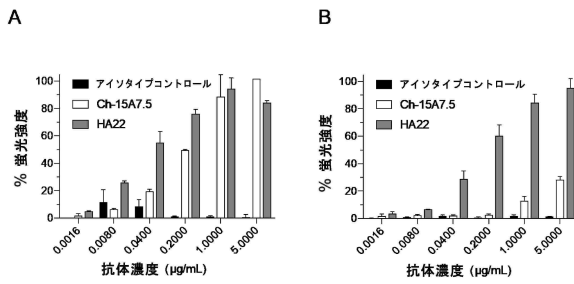 A
% 蛍光強度
100
80
60
40
20
0
アイソタイプコントロール
Ch-15A7.5
HA22
0.0016
0.0080
0.0400
0.2000
1.0000
5.0000
抗体濃度 (μg/mL)
B
% 蛍光強度
100
80
60
40
20
0
アイソタイプコントロール
Ch-15A7.5
HA22
0.0016
0.0080
0.0400
0.2000
1.0000
5.0000
抗体濃度 (μg/mL)